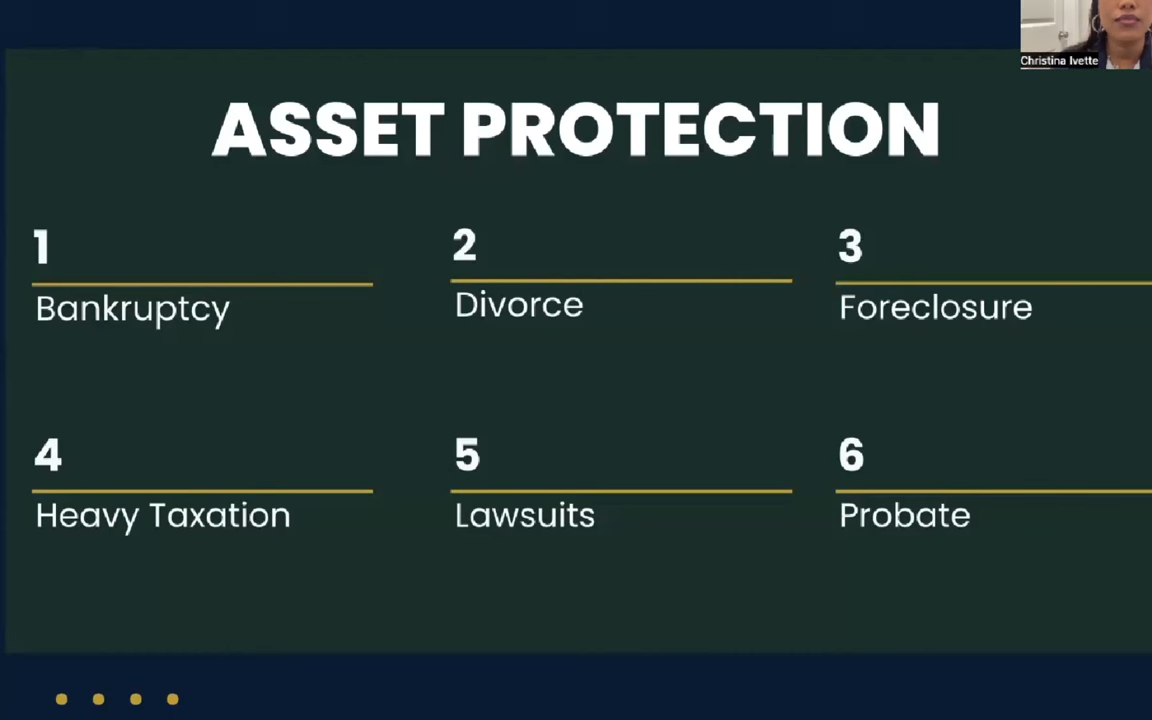 Christina Ivette
ASSET PROTECTION
1
Bankruptcy
2
Divorce
3
Foreclosure
4
Heavy Taxation
5
Lawsuits
6
Probate